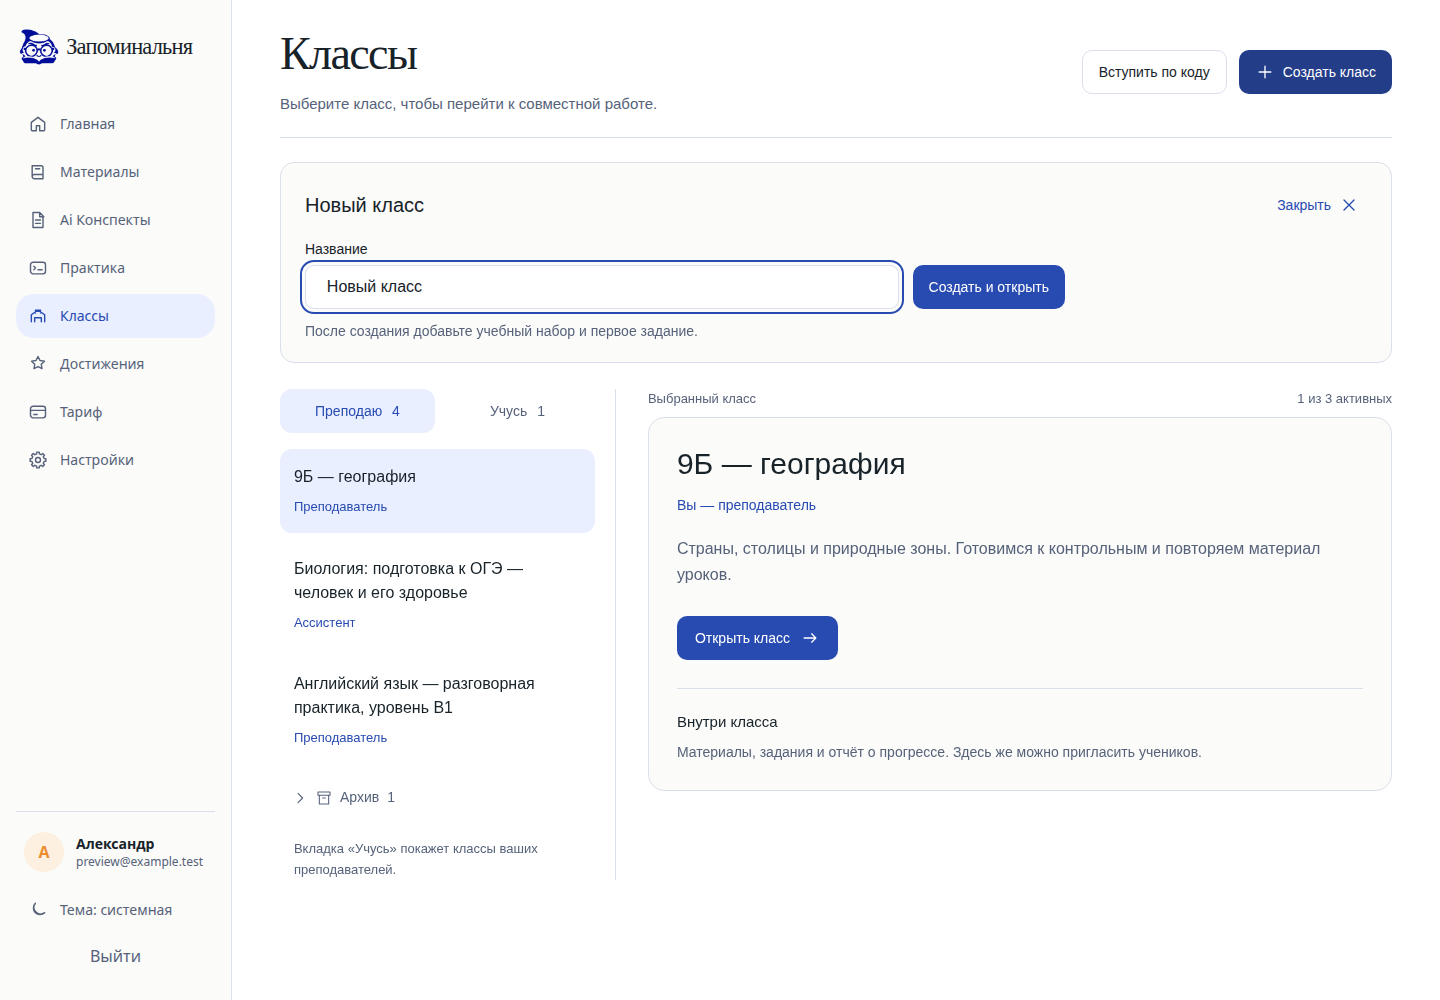 Запоминальня
Главная
Материалы
Ai Конспекты
Практика
Классы
Достижения
Тариф
Настройки
А
Александр
preview@example.test
Тема: системная
Выйти
Классы
Выберите класс, чтобы перейти к совместной работе.
Вступить по коду
Создать класс
Новый класс
Закрыть
Название
Новый класс
Создать и открыть
После создания добавьте учебный набор и первое задание.
Преподаю 4
Учусь 1
9Б — география
Преподаватель
Биология: подготовка к ОГЭ —
человек и его здоровье
Ассистент
Английский язык — разговорная
практика, уровень B1
Преподаватель
Архив 1
Вкладка «Учусь» покажет классы ваших
преподавателей.
Выбранный класс
1 из 3 активных
9Б — география
Вы — преподаватель
Страны, столицы и природные зоны. Готовимся к контрольным и повторяем материал
уроков.
Открыть класс
Внутри класса
Материалы, задания и отчёт о прогрессе. Здесь же можно пригласить учеников.